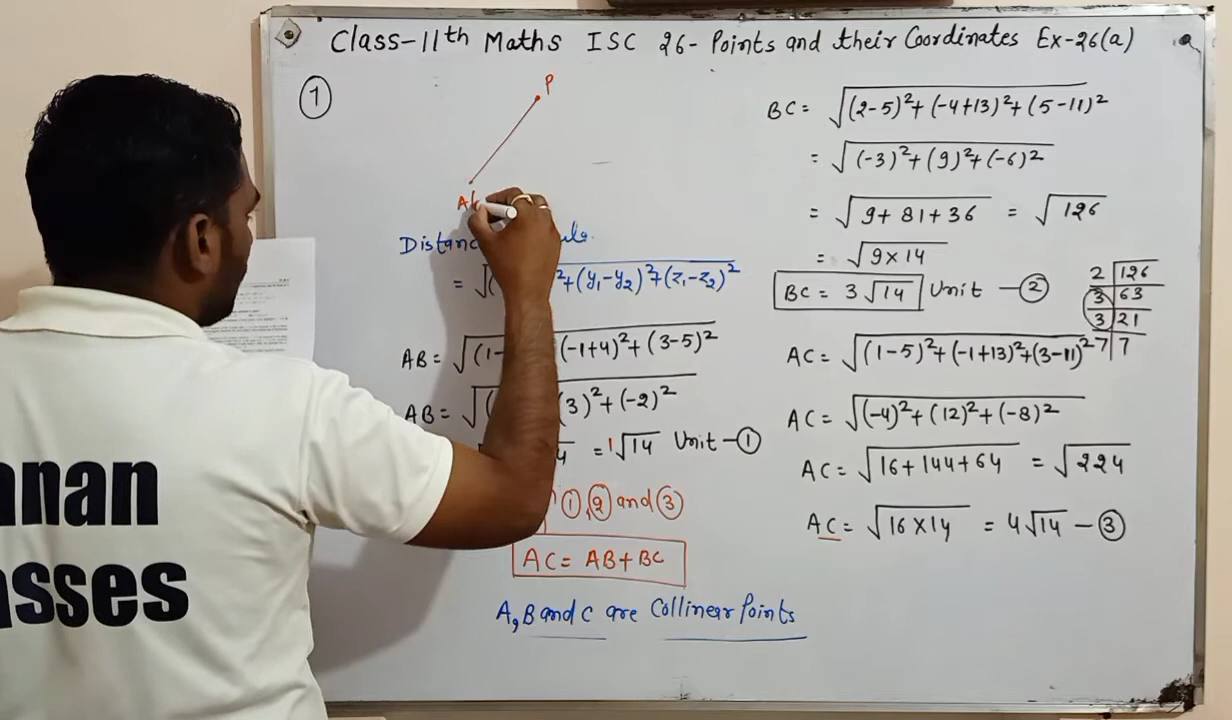 Class-11th Maths ISC 26-Points and their Coordinates Ex-26(a)
①
P
A(
= √( ²+(y₁-y₂)²+(z₁-z₂)²
AB = √(1- (-1+4)²+(3-5)²
AB = √( 3)²+(-2)²
4 = 1√14 Unit -①
①,② and ③
AC = AB+BC
A, B and C are Collinear Points
BC = √(2-5)²+(-4+13)²+(5-11)²
= √(-3)²+(9)²+(-6)²
= √9+81+36 = √126
= √9×14
BC = 3√14 Unit -②
2 126
3 63
3 21
7 7
AC = √(1-5)²+(-1+13)²+(3-11)²
AC = √(-4)²+(12)²+(-8)²
AC = √16+144+64 = √224
AC = √16×14 = 4√14 -③
anan
asses